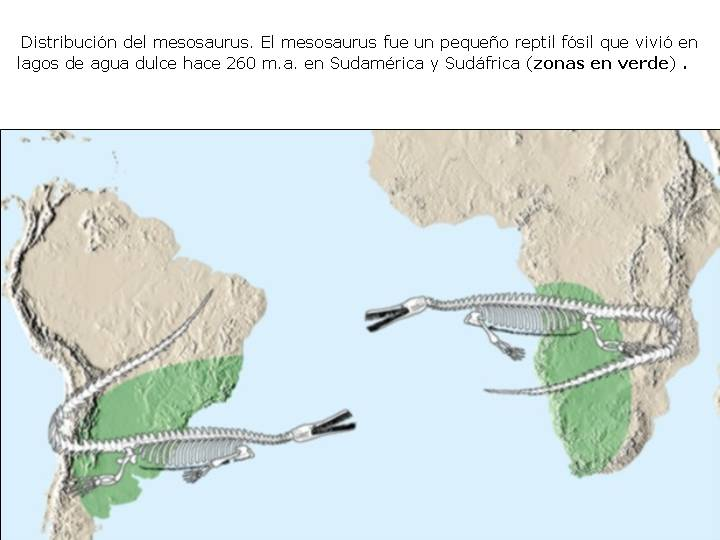 Distribución del mesosaurus. El mesosaurus fue un pequeño reptil fósil que vivió en
lagos de agua dulce hace 260 m.a. en Sudamérica y Sudáfrica (zonas en verde) .